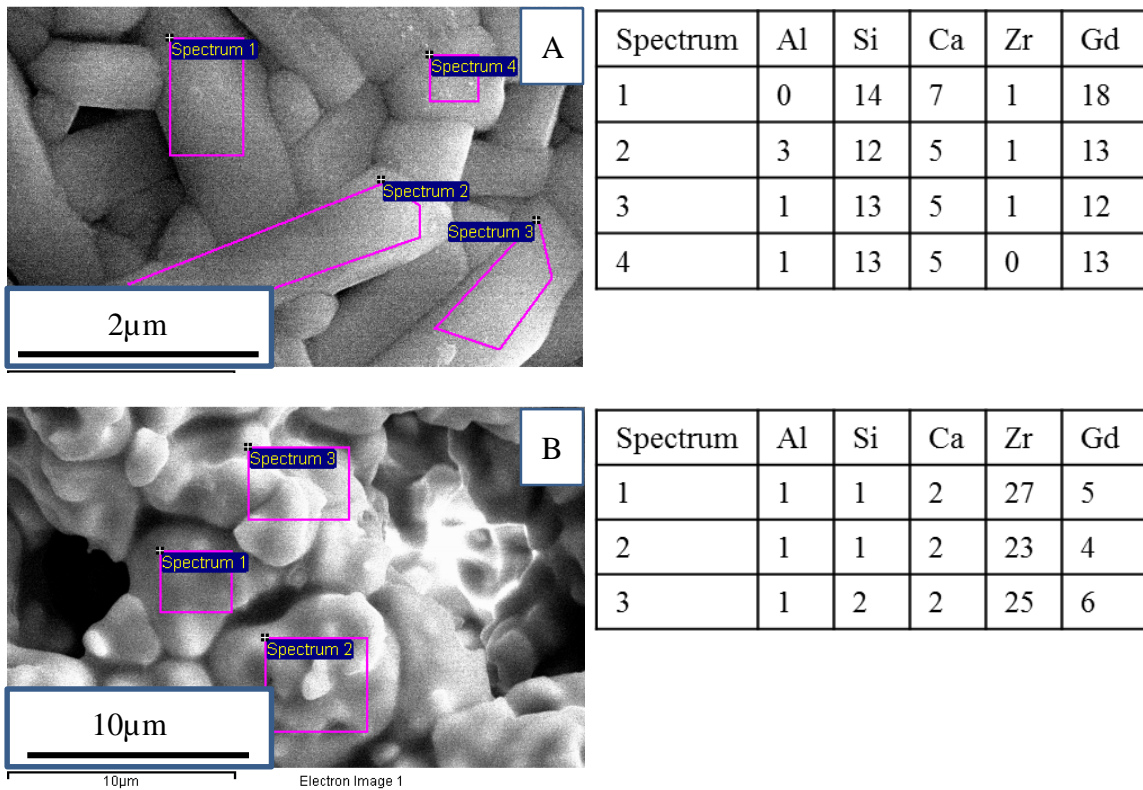 Spectrum 1
Spectrum 4
A
Spectrum 2
Spectrum 3
2µm
Spectrum Al Si Ca Zr Gd
1 0 14 7 1 18
2 3 12 5 1 13
3 1 13 5 1 12
4 1 13 5 0 13
Spectrum 3
B
Spectrum 1
Spectrum 2
10µm
10µm Electron Image 1
Spectrum Al Si Ca Zr Gd
1 1 1 2 27 5
2 1 1 2 23 4
3 1 2 2 25 6